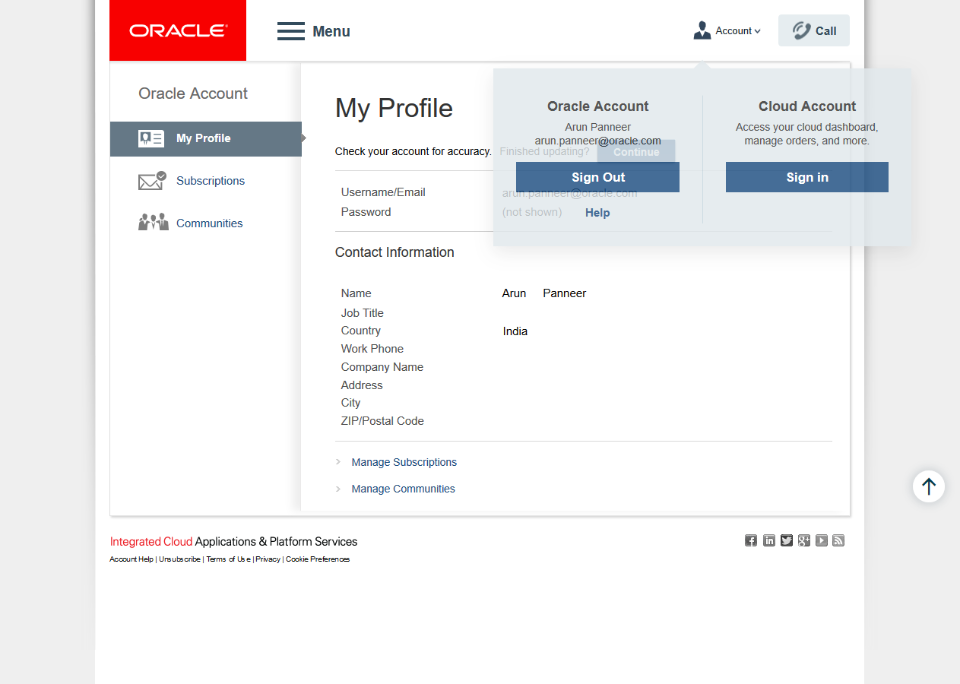 ORACLE
Menu
Account
Call
Oracle Account
My Profile
Subscriptions
Communities
My Profile
Check your account for accuracy. Finished updating? Continue
Username/Email arun.panneer@oracle.com
Password (not shown)
Oracle Account
Arun Panneer
arun.panneer@oracle.com
Sign Out
Help
Cloud Account
Access your cloud dashboard,
manage orders, and more.
Sign in
Contact Information
Name Arun Panneer
Job Title
Country India
Work Phone
Company Name
Address
City
ZIP/Postal Code
Manage Subscriptions
Manage Communities
Integrated Cloud Applications & Platform Services
Account Help | Unsubscribe | Terms of Use | Privacy | Cookie Preferences